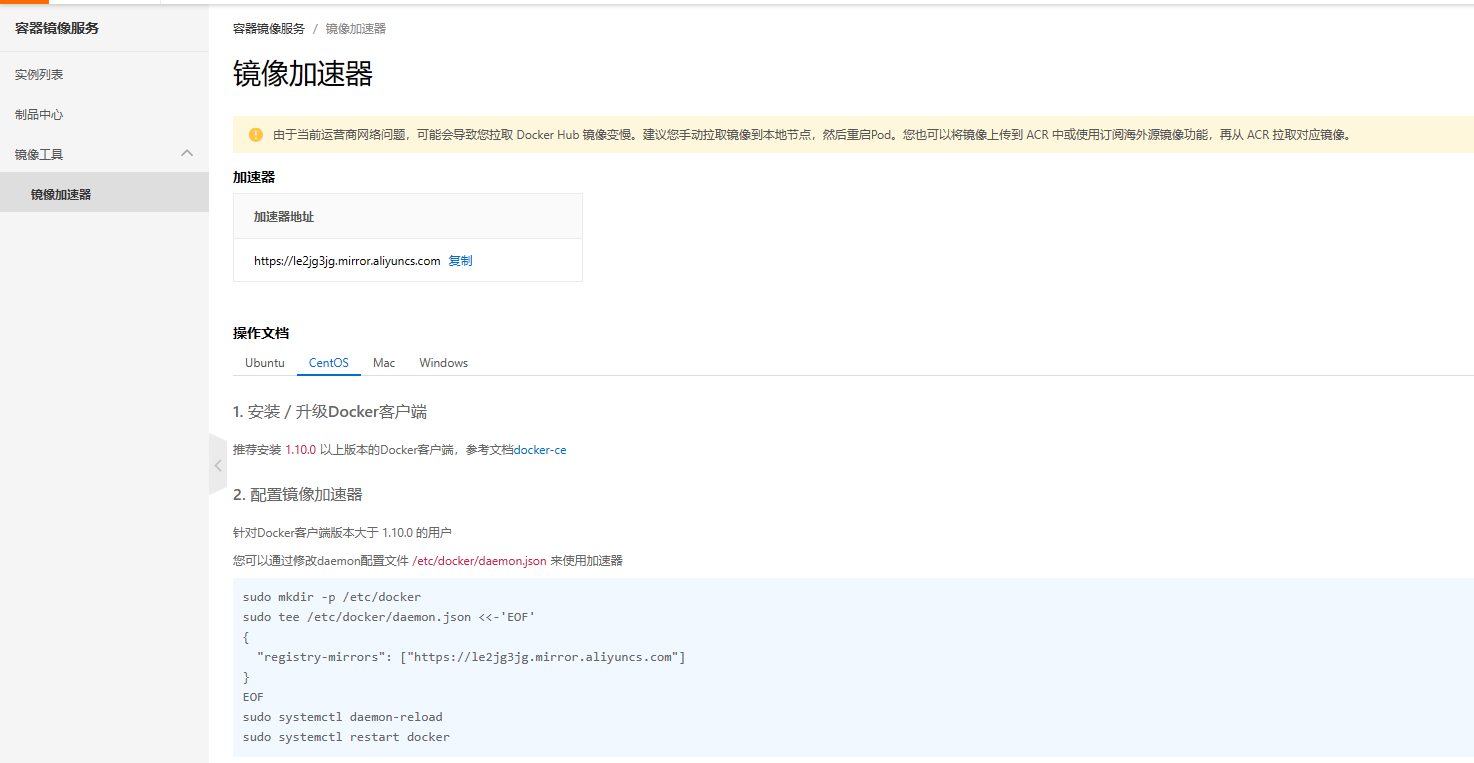 容器镜像服务
实例列表
制品中心
镜像工具
镜像加速器
容器镜像服务 / 镜像加速器
镜像加速器
由于当前运营商网络问题，可能会导致您拉取 Docker Hub 镜像变慢。建议您手动拉取镜像到本地节点，然后重启Pod。您也可以将镜像上传到 ACR 中或使用订阅海外源镜像功能，再从 ACR 拉取对应镜像。
加速器
加速器地址
https://le2jg3jg.mirror.aliyuncs.com 复制
操作文档
Ubuntu CentOS Mac Windows
1. 安装 / 升级Docker客户端
推荐安装 1.10.0 以上版本的Docker客户端，参考文档docker-ce
2. 配置镜像加速器
针对Docker客户端版本大于 1.10.0 的用户
您可以通过修改daemon配置文件 /etc/docker/daemon.json 来使用加速器
sudo mkdir -p /etc/docker
sudo tee /etc/docker/daemon.json <<-'EOF'
{
  "registry-mirrors": ["https://le2jg3jg.mirror.aliyuncs.com"]
}
EOF
sudo systemctl daemon-reload
sudo systemctl restart docker